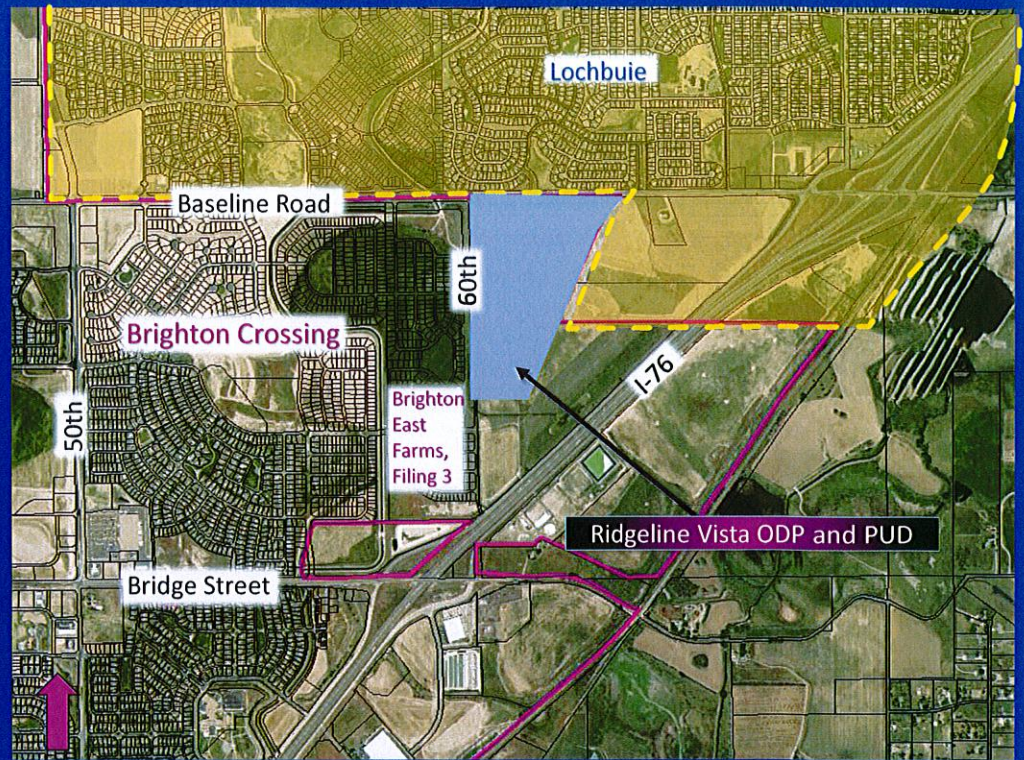 Lochbuie
Baseline Road
60th
Brighton Crossing
I-76
50th
Brighton
East
Farms,
Filing 3
Ridgeline Vista ODP and PUD
Bridge Street